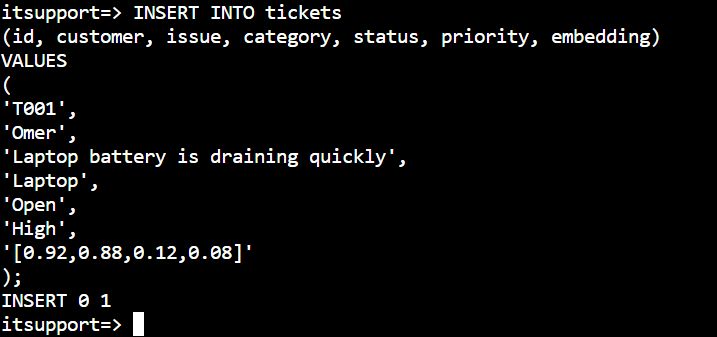 itsupport=> INSERT INTO tickets
(id, customer, issue, category, status, priority, embedding)
VALUES
(
'T001',
'Omer',
'Laptop battery is draining quickly',
'Laptop',
'Open',
'High',
'[0.92,0.88,0.12,0.08]'
);
INSERT 0 1
itsupport=>